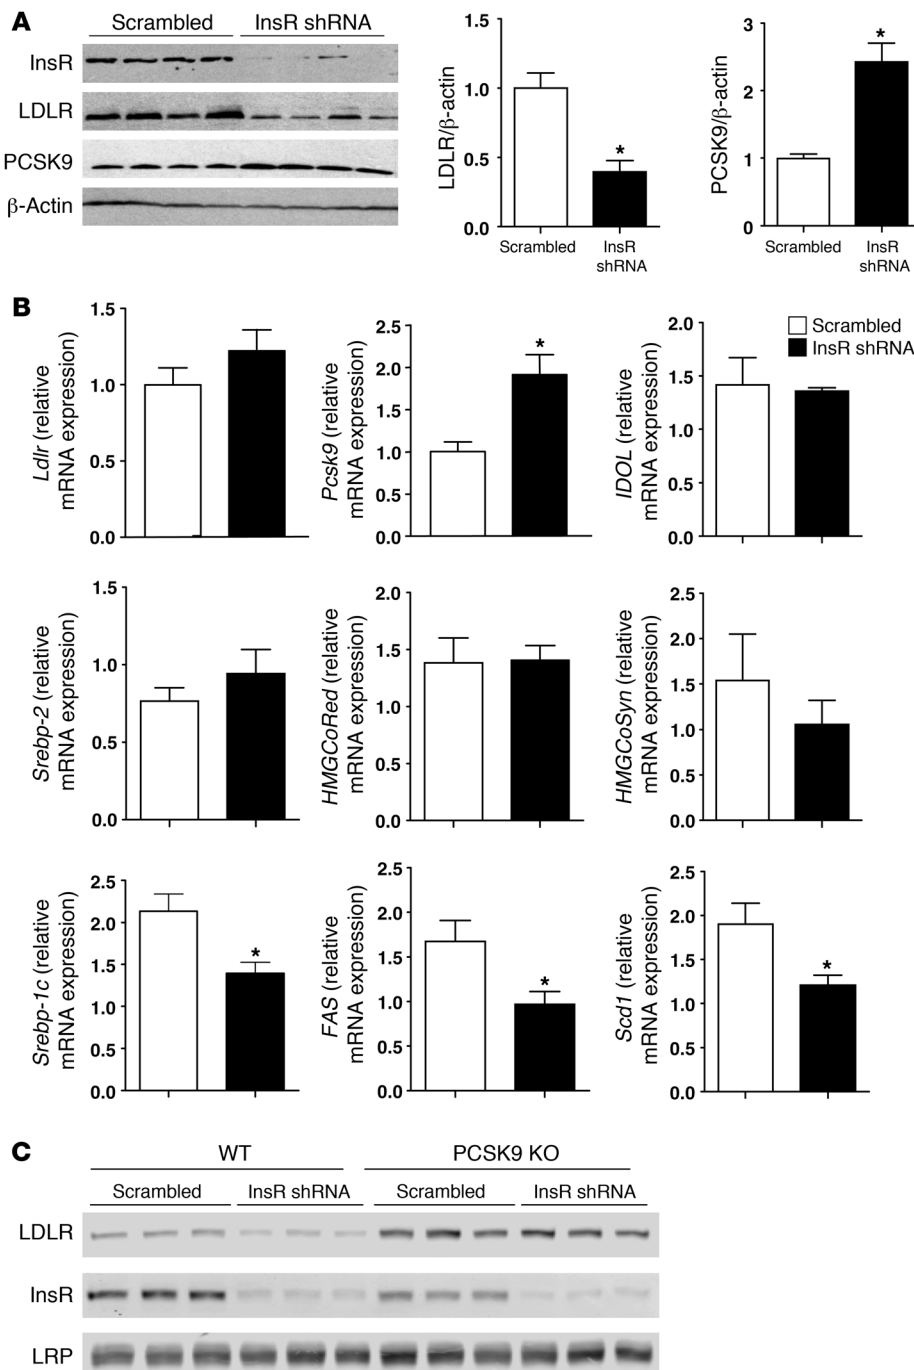 A
Scrambled InsR shRNA
InsR
LDLR
PCSK9
β-Actin
LDLR/β-actin
1.5
1.0
0.5
0.0
*
Scrambled InsR
shRNA
PCSK9/β-actin
3
2
1
0
*
Scrambled InsR
shRNA
B
Ldlr (relative
mRNA expression)
1.5
1.0
0.5
0.0
Pcsk9 (relative
mRNA expression)
2.5
2.0
1.5
1.0
0.5
0.0
*
IDOL (relative
mRNA expression)
2.0
1.5
1.0
0.5
0.0
Scrambled
InsR shRNA
Srebp-2 (relative
mRNA expression)
1.5
1.0
0.5
0.0
HMGCoRed (relative
mRNA expression)
2.0
1.5
1.0
0.5
0.0
HMGCoSyn (relative
mRNA expression)
2.5
2.0
1.5
1.0
0.5
0.0
Srebp-1c (relative
mRNA expression)
2.5
2.0
1.5
1.0
0.5
0.0
*
FAS (relative
mRNA expression)
2.5
2.0
1.5
1.0
0.5
0.0
*
Scd1 (relative
mRNA expression)
2.5
2.0
1.5
1.0
0.5
0.0
*
C
WT PCSK9 KO
Scrambled InsR shRNA Scrambled InsR shRNA
LDLR
InsR
LRP